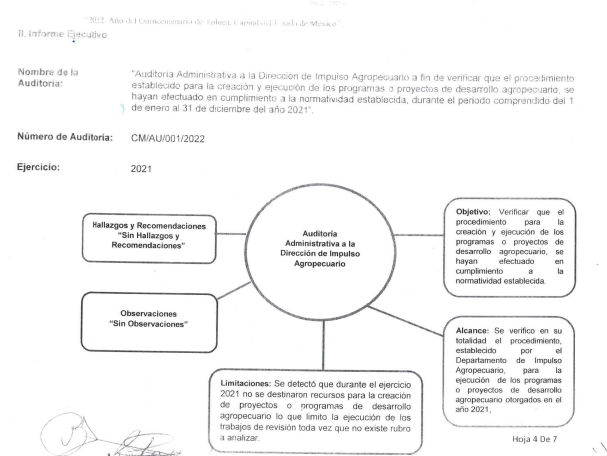 "2022. Año del Quincentenario de Toluca, Capital del Estado de México".
II. Informe Ejecutivo
Nombre de la
Auditoría:
"Auditoría Administrativa a la Dirección de Impulso Agropecuario a fin de verificar que el procedimiento
establecido para la creación y ejecución de los programas o proyectos de desarrollo agropecuario, se
hayan efectuado en cumplimiento a la normatividad establecida, durante el periodo comprendido del 1
de enero al 31 de diciembre del año 2021".
Número de Auditoría: CM/AU/001/2022
Ejercicio: 2021
Hallazgos y Recomendaciones
"Sin Hallazgos y
Recomendaciones"
Observaciones
"Sin Observaciones"
Auditoría
Administrativa a la
Dirección de Impulso
Agropecuario
Objetivo: Verificar que el
procedimiento para la
creación y ejecución de los
programas o proyectos de
desarrollo agropecuario, se
hayan efectuado en
cumplimiento a la
normatividad establecida.
Alcance: Se verifico en su
totalidad el procedimiento,
establecido por el
Departamento de Impulso
Agropecuario, para la
ejecución de los programas
o proyectos de desarrollo
agropecuario otorgados en el
año 2021,
Limitaciones: Se detectó que durante el ejercicio
2021 no se destinaron recursos para la creación
de proyectos o programas de desarrollo
agropecuario lo que limito la ejecución de los
trabajos de revisión toda vez que no existe rubro
a analizar.
Hoja 4 De 7